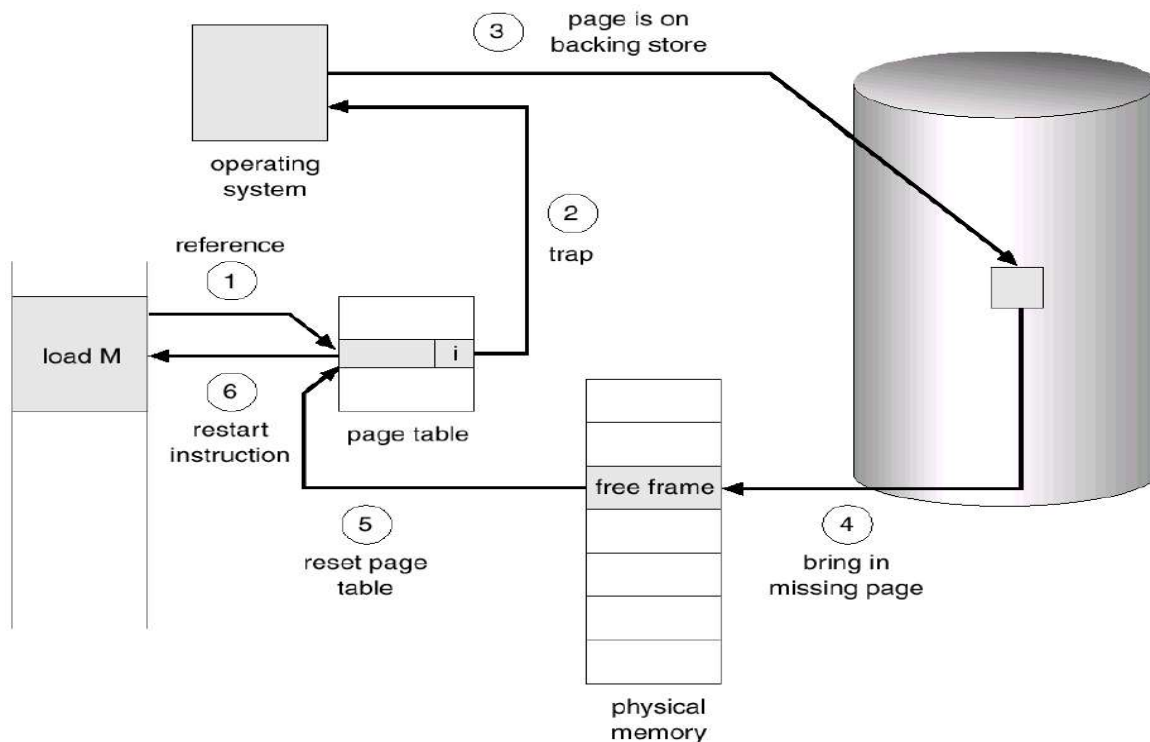 3
page is on
backing store
operating
system
2
trap
reference
1
load M
i
6
restart
instruction
page table
free frame
5
reset page
table
4
bring in
missing page
physical
memory